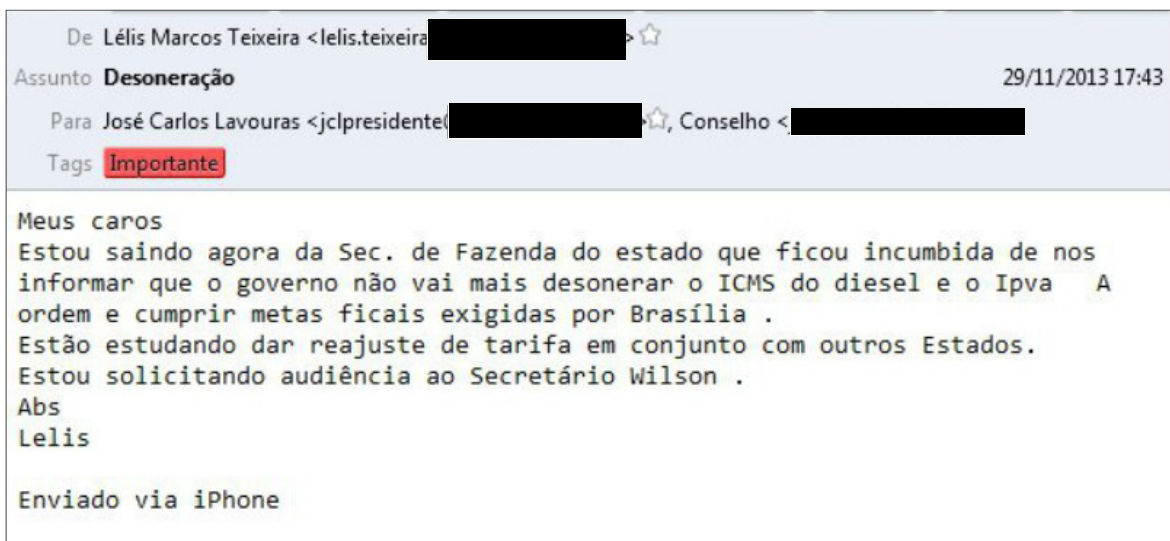 De Lélis Marcos Teixeira <lelis.teixeira >
Assunto Desoneração 29/11/2013 17:43
Para José Carlos Lavouras <jclpresidente , Conselho <
Tags Importante
Meus caros
Estou saindo agora da Sec. de Fazenda do estado que ficou incumbida de nos
informar que o governo não vai mais desonerar o ICMS do diesel e o Ipva A
ordem e cumprir metas ficais exigidas por Brasília .
Estão estudando dar reajuste de tarifa em conjunto com outros Estados.
Estou solicitando audiência ao Secretário Wilson .
Abs
Lelis
Enviado via iPhone